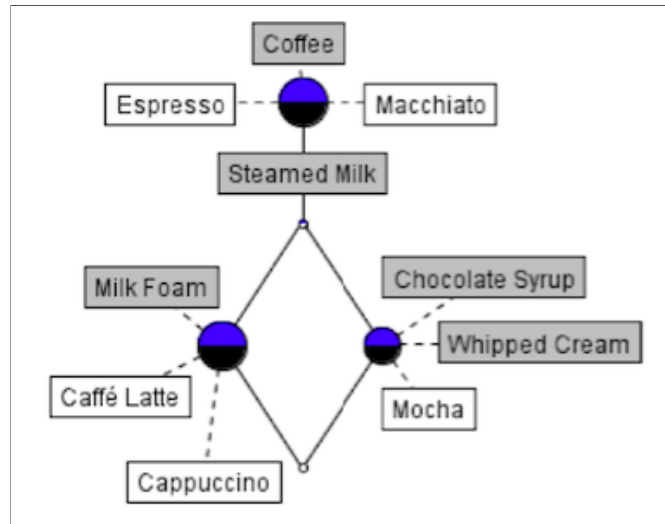 Coffee
Espresso
Macchiato
Steamed Milk
Milk Foam
Chocolate Syrup
Whipped Cream
Caffé Latte
Mocha
Cappuccino